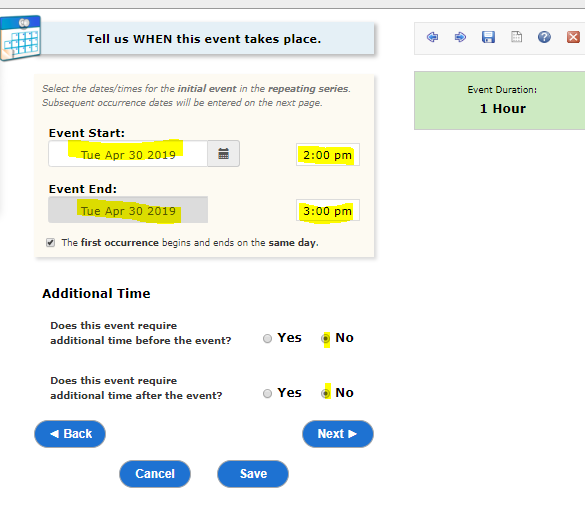 Tell us WHEN this event takes place.
Select the dates/times for the initial event in the repeating series.
Subsequent occurrence dates will be entered on the next page.
Event Start:
Tue Apr 30 2019
2:00 pm
Event End:
Tue Apr 30 2019
3:00 pm
The first occurrence begins and ends on the same day.
Event Duration:
1 Hour
Additional Time
Does this event require
additional time before the event?
Yes
No
Does this event require
additional time after the event?
Yes
No
◄ Back
Next ►
Cancel
Save